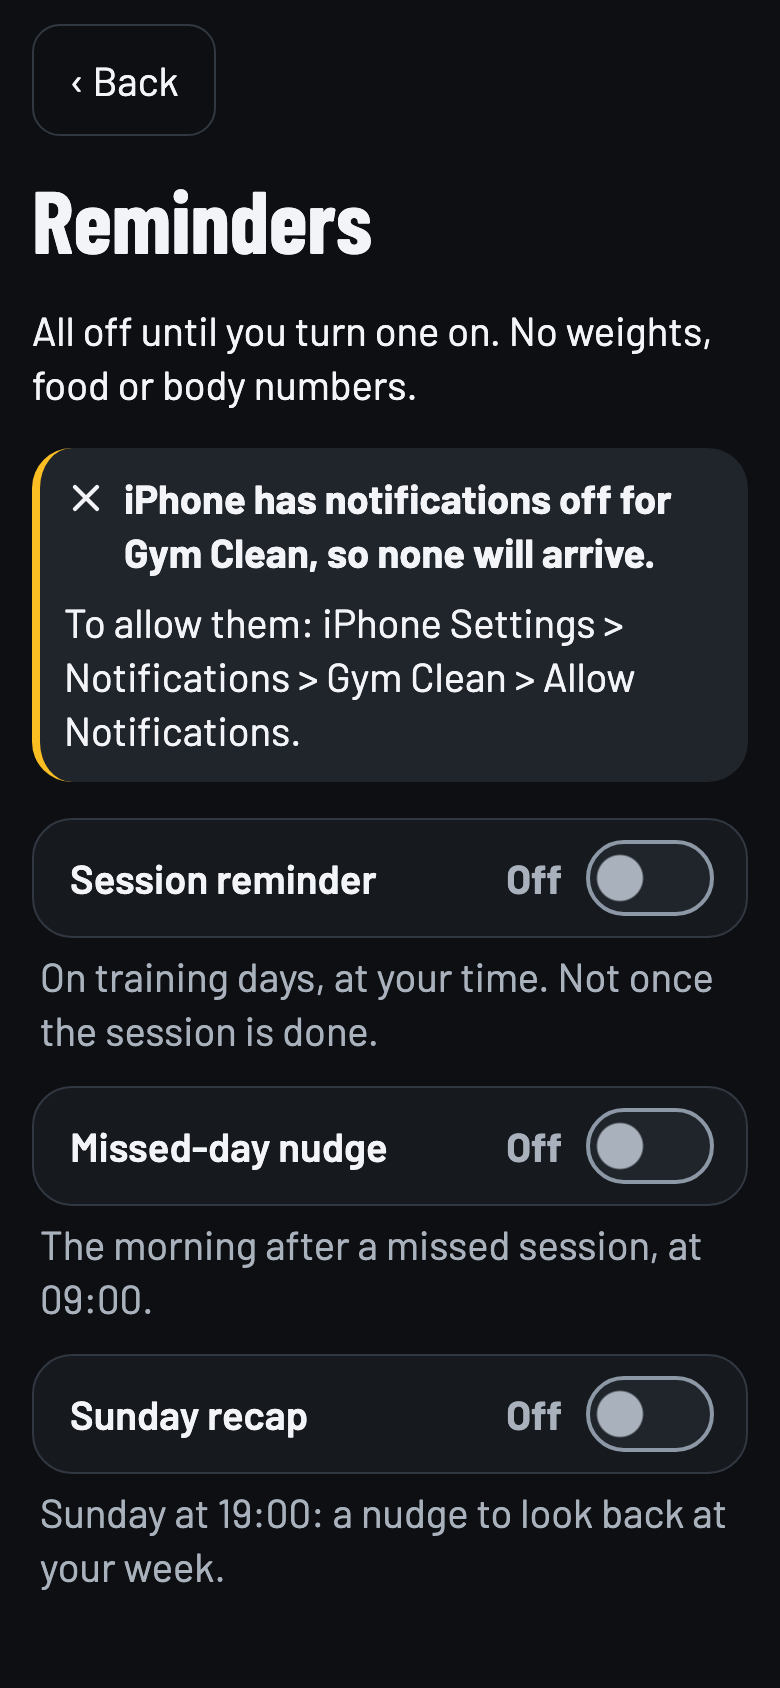 ‹ Back
Reminders
All off until you turn one on. No weights,
food or body numbers.
iPhone has notifications off for
Gym Clean, so none will arrive.
To allow them: iPhone Settings >
Notifications > Gym Clean > Allow
Notifications.
Session reminder Off
On training days, at your time. Not once
the session is done.
Missed-day nudge Off
The morning after a missed session, at
09:00.
Sunday recap Off
Sunday at 19:00: a nudge to look back at
your week.